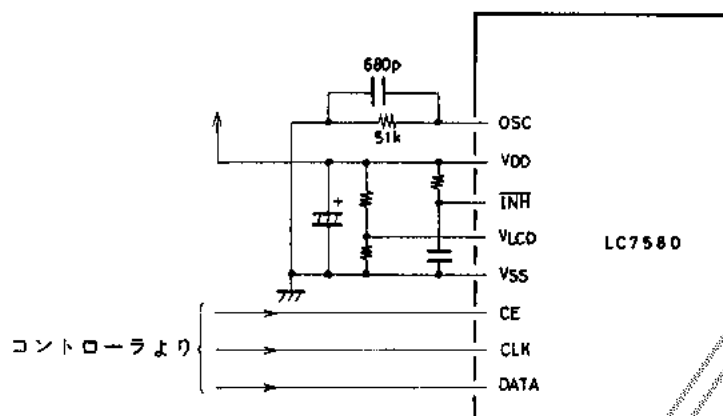 680p
51k
OSC
VDD
+
INH
VLCD
VSS
LC7580
コントローラより
CE
CLK
DATA